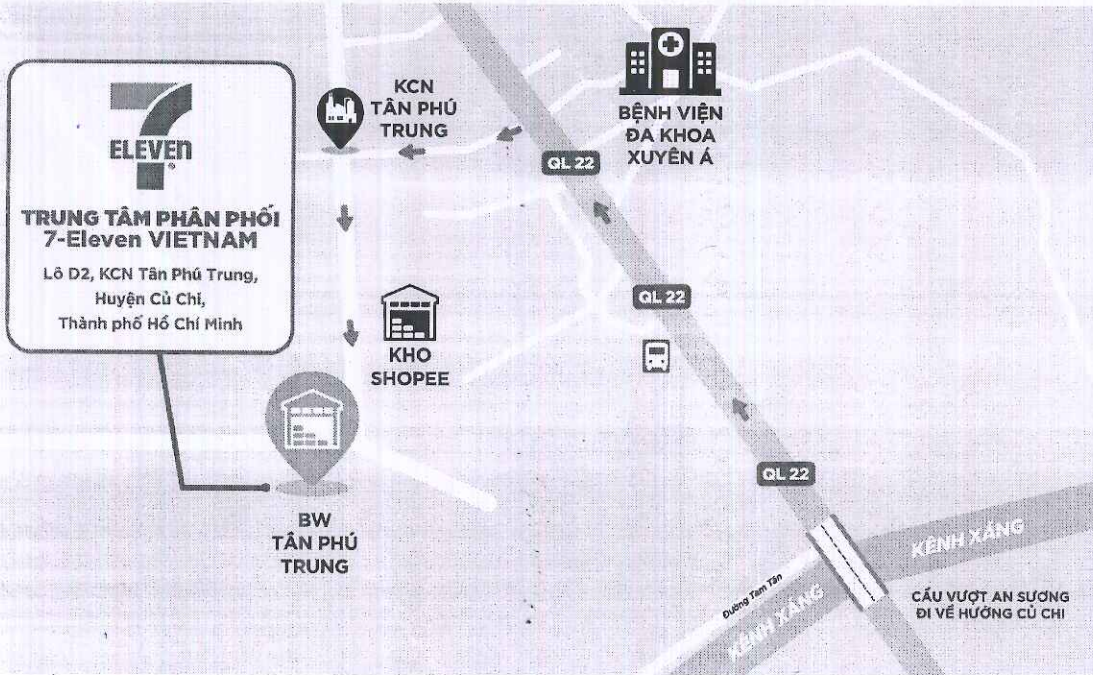 7
ELEVEN
TRUNG TÂM PHÂN PHỐI
7-Eleven VIETNAM
Lô D2, KCN Tân Phú Trung,
Huyện Củ Chi,
Thành phố Hồ Chí Minh
KCN
TÂN PHÚ
TRUNG
BỆNH VIỆN
ĐA KHOA
XUYÊN Á
QL 22
QL 22
KHO
SHOPEE
QL 22
BW
TÂN PHÚ
TRUNG
KÊNH XÁNG
Đường Tam Tân
KÊNH XÁNG
CẦU VƯỢT AN SƯƠNG
ĐI VỀ HƯỚNG CỦ CHI